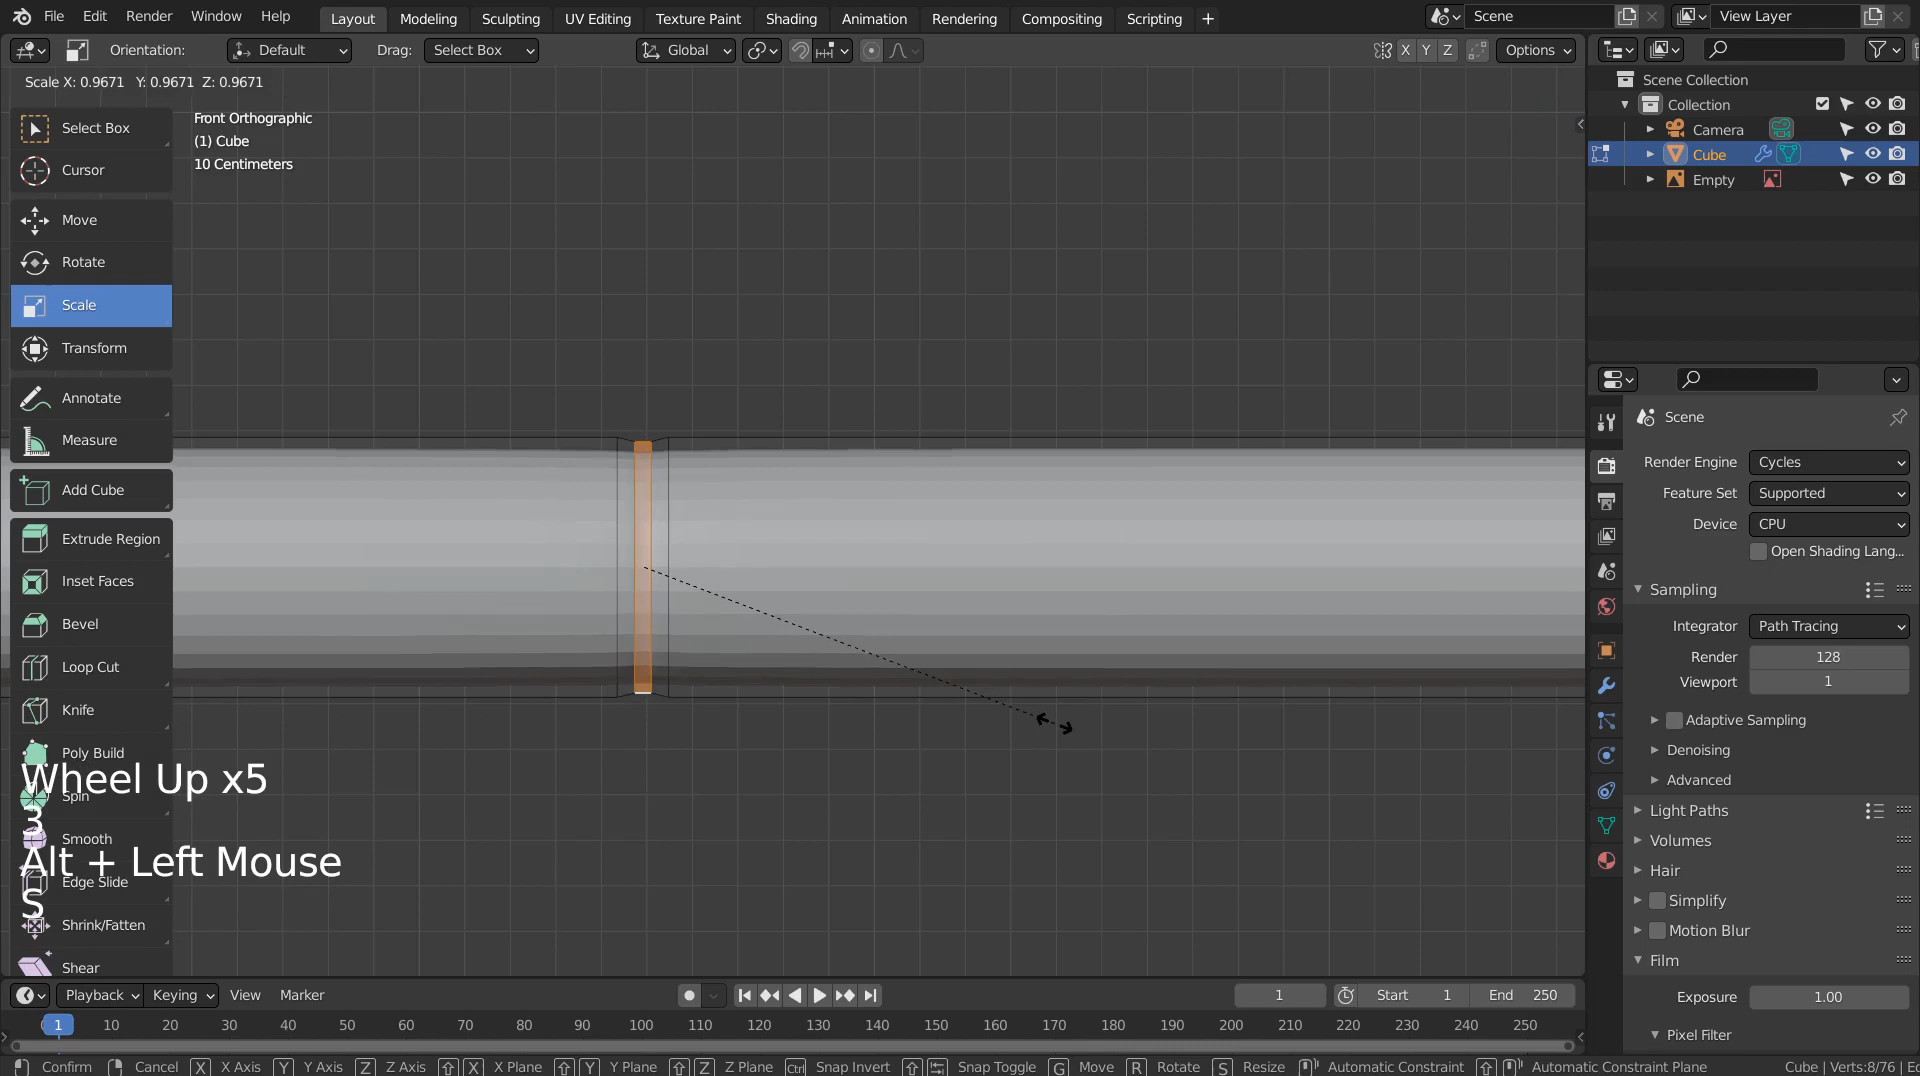 File Edit Render Window Help Layout Modeling Sculpting UV Editing Texture Paint Shading Animation Rendering Compositing Scripting + Scene View Layer
Orientation: Default Drag: Select Box Global X Y Z Options
Scale X: 0.9671 Y: 0.9671 Z: 0.9671
Front Orthographic
(1) Cube
10 Centimeters
Select Box
Cursor
Move
Rotate
Scale
Transform
Annotate
Measure
Add Cube
Extrude Region
Inset Faces
Bevel
Loop Cut
Knife
Poly Build
Spin
Smooth
Edge Slide
Shrink/Fatten
Shear
Wheel Up x5
3
Alt + Left Mouse
S
Scene Collection
Collection
Camera
Cube
Empty
Scene
Render Engine Cycles
Feature Set Supported
Device CPU
Open Shading Lang...
Sampling
Integrator Path Tracing
Render 128
Viewport 1
Adaptive Sampling
Denoising
Advanced
Light Paths
Volumes
Hair
Simplify
Motion Blur
Film
Exposure 1.00
Pixel Filter
Playback Keying View Marker 1 Start 1 End 250
1 10 20 30 40 50 60 70 80 90 100 110 120 130 140 150 160 170 180 190 200 210 220 230 240 250
Confirm Cancel X X Axis Y Y Axis Z Z Axis X X Plane Y Y Plane Z Z Plane Ctrl Snap Invert Snap Toggle G Move R Rotate S Resize Automatic Constraint Automatic Constraint Plane Cube | Verts:8/76 | Ed